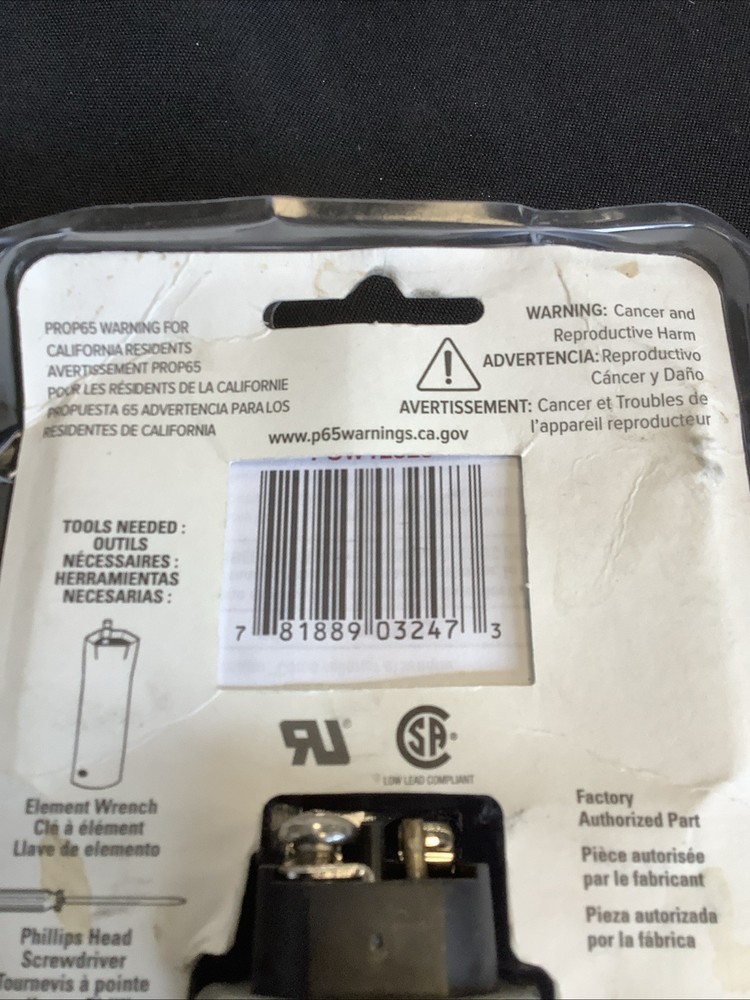 PROP65 WARNING FOR
CALIFORNIA RESIDENTS
AVERTISSEMENT PROP65
POUR LES RÉSIDENTS DE LA CALIFORNIE
PROPUESTA 65 ADVERTENCIA PARA LOS
RESIDENTES DE CALIFORNIA
WARNING: Cancer and
Reproductive Harm
ADVERTENCIA: Reproductivo
Cáncer y Daño
AVERTISSEMENT: Cancer et Troubles de
l'appareil reproducteur
www.p65warnings.ca.gov
TOOLS NEEDED :
OUTILS
NÉCESSAIRES :
HERRAMIENTAS
NECESARIAS :
7 81889 03247 3
RU®
CSA®
LOW LEAD COMPLIANT
Element Wrench
Clé à élément
Llave de elemento
Phillips Head
Screwdriver
Tournevis à pointe
Factory
Authorized Part
Pièce autorisée
par le fabricant
Pieza autorizada
por la fábrica